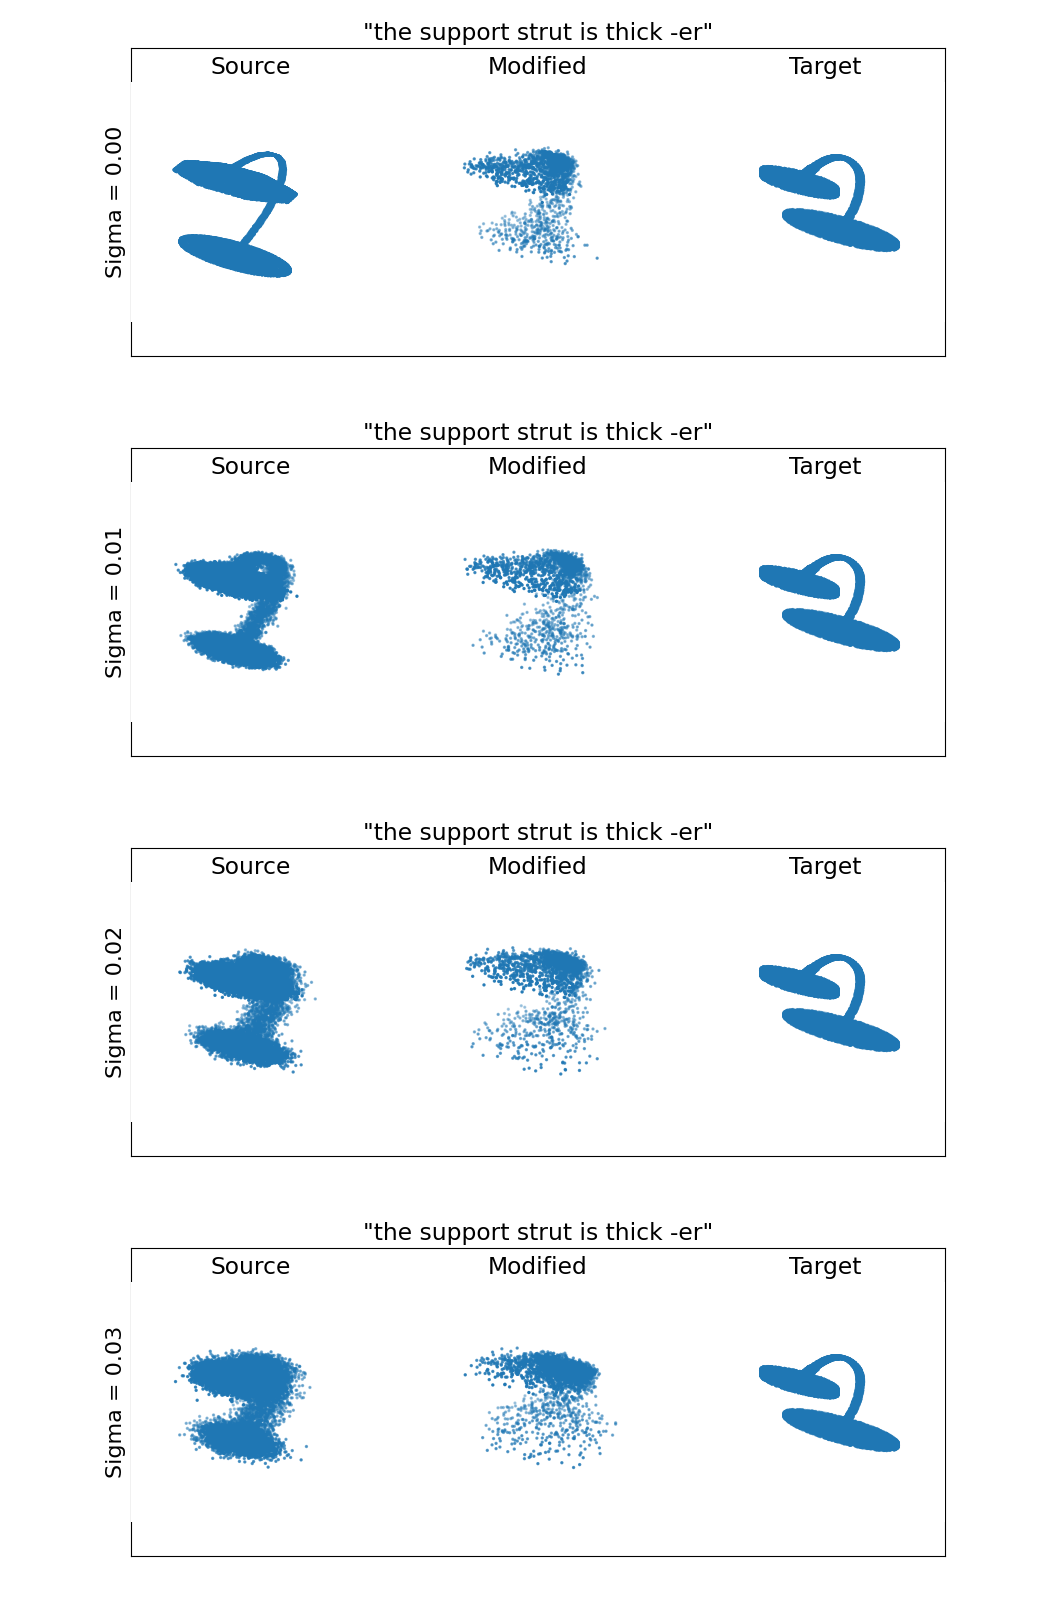 "the support strut is thick -er"
Source Modified Target
Sigma = 0.00
"the support strut is thick -er"
Source Modified Target
Sigma = 0.01
"the support strut is thick -er"
Source Modified Target
Sigma = 0.02
"the support strut is thick -er"
Source Modified Target
Sigma = 0.03